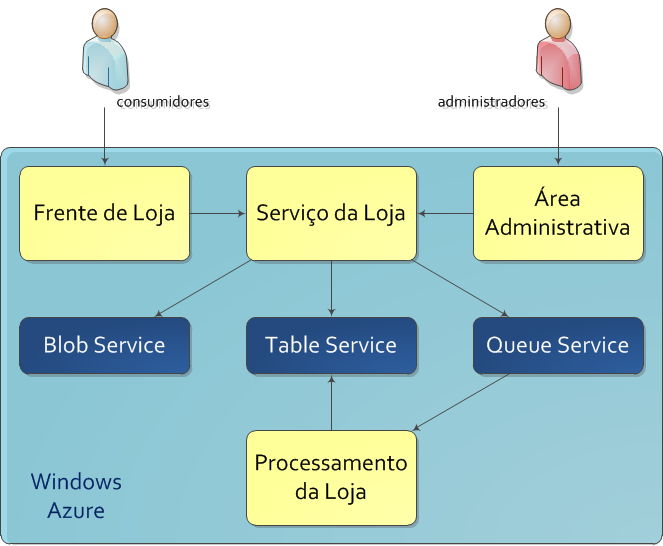 consumidores
administradores
Frente de Loja
Serviço da Loja
Área
Administrativa
Blob Service
Table Service
Queue Service
Processamento
da Loja
Windows
Azure